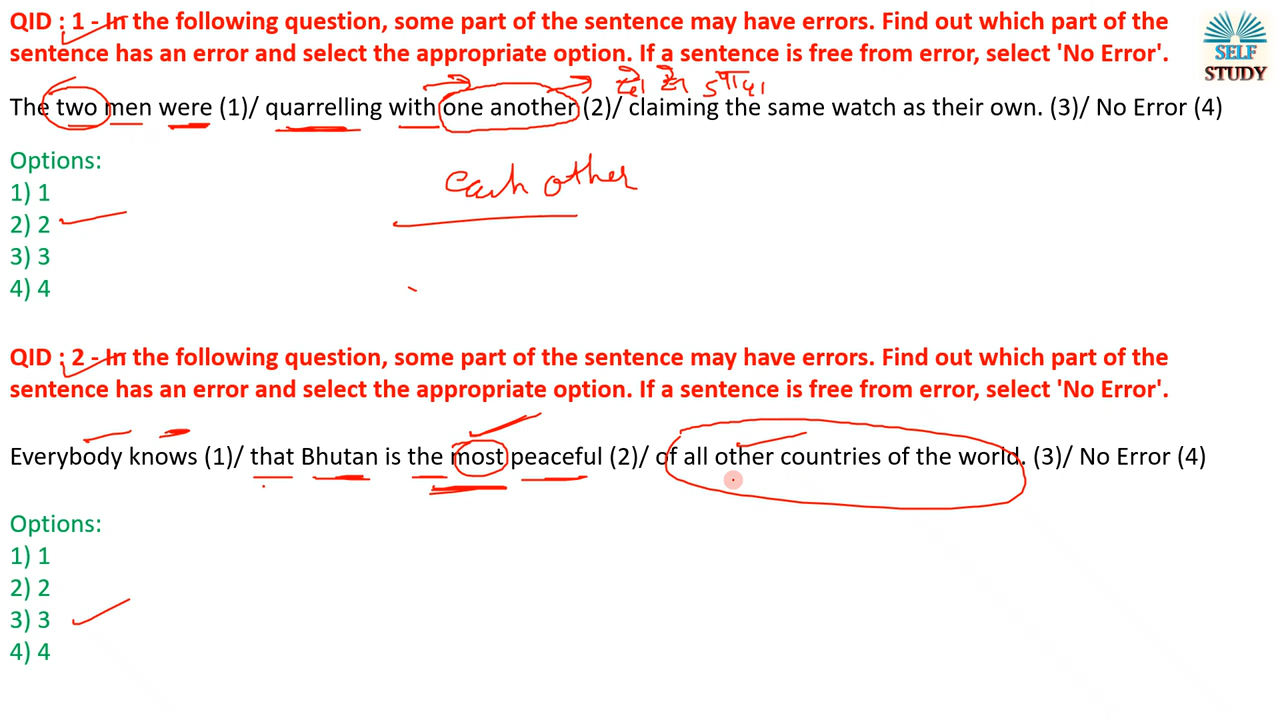 QID : 1 - In the following question, some part of the sentence may have errors. Find out which part of the
sentence has an error and select the appropriate option. If a sentence is free from error, select 'No Error'.
SELF
STUDY
The two men were (1)/ quarrelling with one another (2)/ claiming the same watch as their own. (3)/ No Error (4)
Options:
each other
1) 1
2) 2
3) 3
4) 4
QID : 2 - In the following question, some part of the sentence may have errors. Find out which part of the
sentence has an error and select the appropriate option. If a sentence is free from error, select 'No Error'.
Everybody knows (1)/ that Bhutan is the most peaceful (2)/ of all other countries of the world. (3)/ No Error (4)
Options:
1) 1
2) 2
3) 3
4) 4